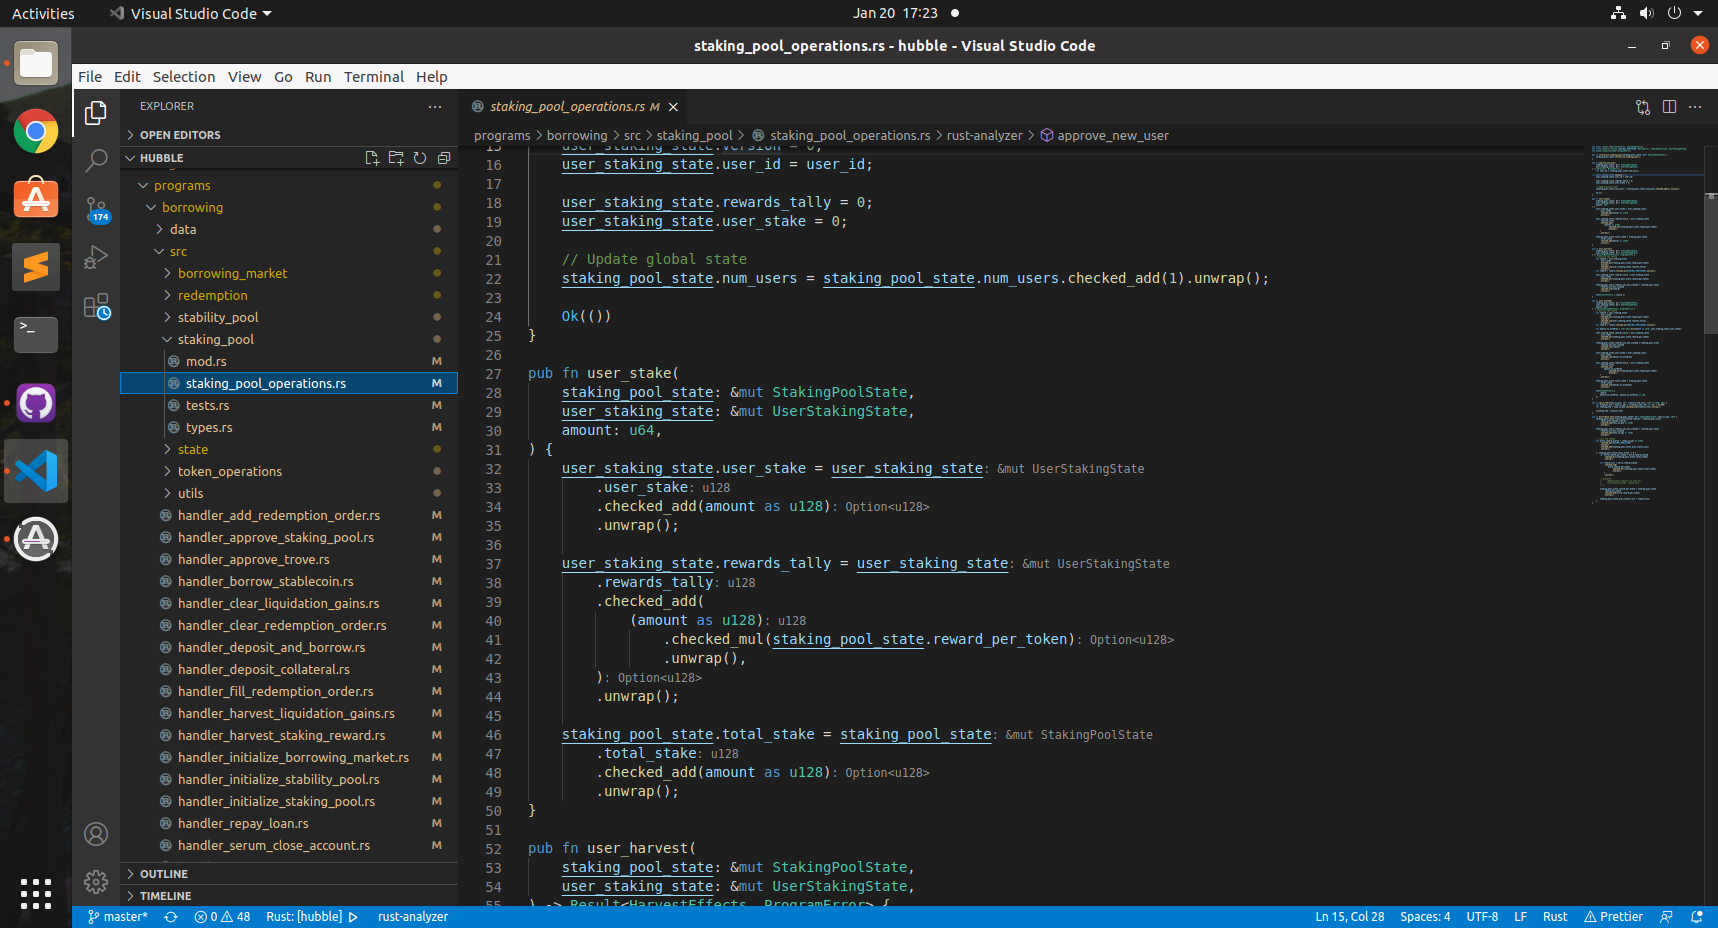 Activities
Visual Studio Code
Jan 20 17:23
staking_pool_operations.rs - hubble - Visual Studio Code
File Edit Selection View Go Run Terminal Help
EXPLORER
OPEN EDITORS
HUBBLE
programs
borrowing
data
src
borrowing_market
redemption
stability_pool
staking_pool
mod.rs M
staking_pool_operations.rs M
tests.rs M
types.rs M
state
token_operations
utils
handler_add_redemption_order.rs M
handler_approve_staking_pool.rs M
handler_approve_trove.rs M
handler_borrow_stablecoin.rs M
handler_clear_liquidation_gains.rs M
handler_clear_redemption_order.rs M
handler_deposit_and_borrow.rs M
handler_deposit_collateral.rs M
handler_fill_redemption_order.rs M
handler_harvest_liquidation_gains.rs M
handler_harvest_staking_reward.rs M
handler_initialize_borrowing_market.rs M
handler_initialize_stability_pool.rs M
handler_initialize_staking_pool.rs M
handler_repay_loan.rs M
handler_serum_close_account.rs M
OUTLINE
TIMELINE
174
staking_pool_operations.rs M
programs > borrowing > src > staking_pool > staking_pool_operations.rs > rust-analyzer > approve_new_user
15 user_staking_state.version = 0;
16 user_staking_state.user_id = user_id;
17
18 user_staking_state.rewards_tally = 0;
19 user_staking_state.user_stake = 0;
20
21 // Update global state
22 staking_pool_state.num_users = staking_pool_state.num_users.checked_add(1).unwrap();
23
24 Ok(())
25 }
26
27 pub fn user_stake(
28 staking_pool_state: &mut StakingPoolState,
29 user_staking_state: &mut UserStakingState,
30 amount: u64,
31 ) {
32 user_staking_state.user_stake = user_staking_state: &mut UserStakingState
33 .user_stake: u128
34 .checked_add(amount as u128): Option<u128>
35 .unwrap();
36
37 user_staking_state.rewards_tally = user_staking_state: &mut UserStakingState
38 .rewards_tally: u128
39 .checked_add(
40 (amount as u128): u128
41 .checked_mul(staking_pool_state.reward_per_token): Option<u128>
42 .unwrap(),
43 ): Option<u128>
44 .unwrap();
45
46 staking_pool_state.total_stake = staking_pool_state: &mut StakingPoolState
47 .total_stake: u128
48 .checked_add(amount as u128): Option<u128>
49 .unwrap();
50 }
51
52 pub fn user_harvest(
53 staking_pool_state: &mut StakingPoolState,
54 user_staking_state: &mut UserStakingState,
55 ) -> Result<HarvestEffects, ProgramError> {
master* 0 48 Rust: [hubble] rust-analyzer
Ln 15, Col 28 Spaces: 4 UTF-8 LF Rust Prettier